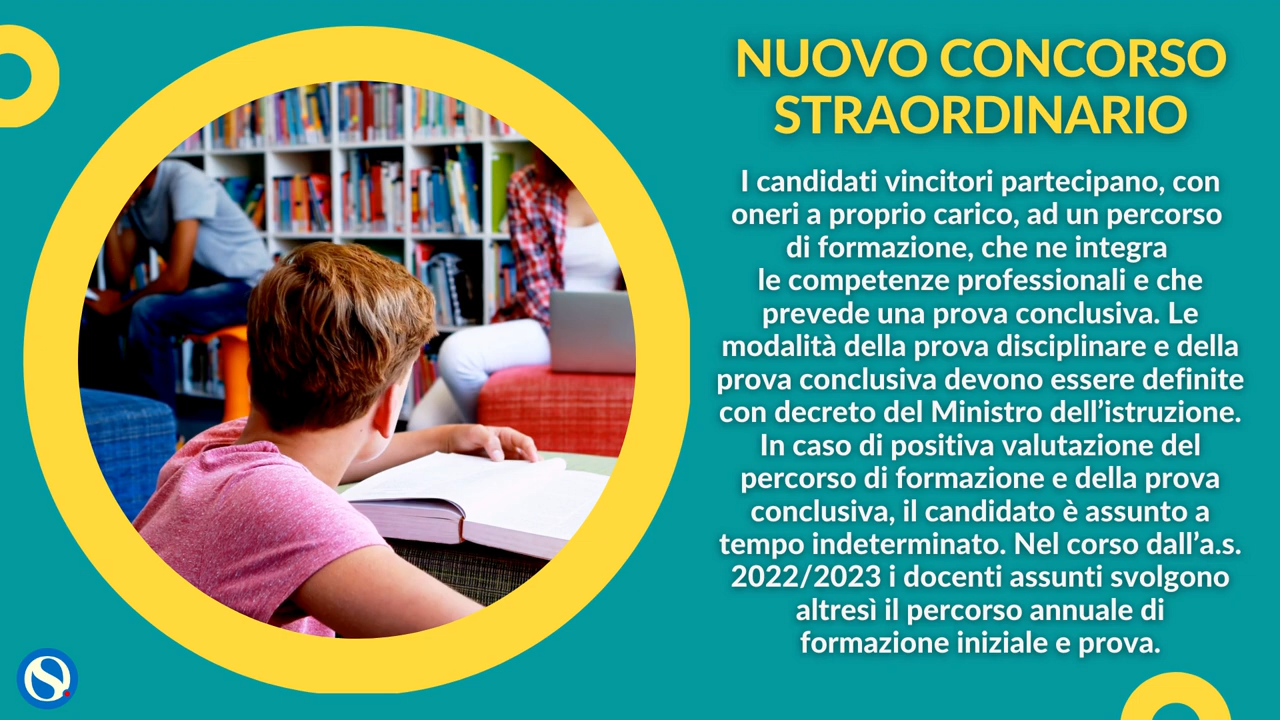 NUOVO CONCORSO
STRAORDINARIO
I candidati vincitori partecipano, con
oneri a proprio carico, ad un percorso
di formazione, che ne integra
le competenze professionali e che
prevede una prova conclusiva. Le
modalità della prova disciplinare e della
prova conclusiva devono essere definite
con decreto del Ministro dell’istruzione.
In caso di positiva valutazione del
percorso di formazione e della prova
conclusiva, il candidato è assunto a
tempo indeterminato. Nel corso dall’a.s.
2022/2023 i docenti assunti svolgono
altresì il percorso annuale di
formazione iniziale e prova.
S.